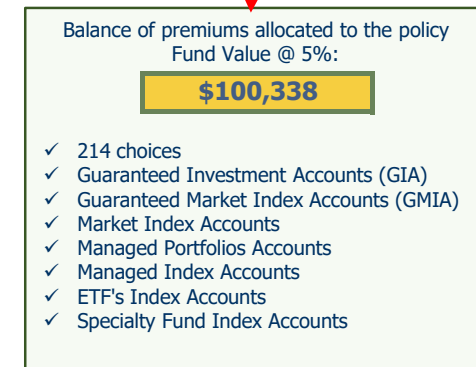 Balance of premiums allocated to the policy
Fund Value @ 5%:
$100,338
✓ 214 choices
✓ Guaranteed Investment Accounts (GIA)
✓ Guaranteed Market Index Accounts (GMIA)
✓ Market Index Accounts
✓ Managed Portfolios Accounts
✓ Managed Index Accounts
✓ ETF's Index Accounts
✓ Specialty Fund Index Accounts